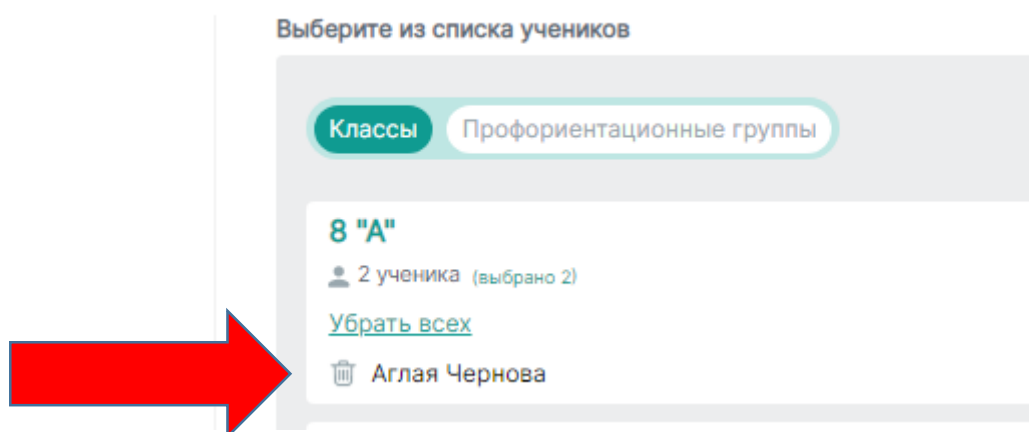 Выберите из списка учеников
Классы Профориентационные группы
8 "А"
2 ученика (выбрано 2)
Убрать всех
Аглая Чернова